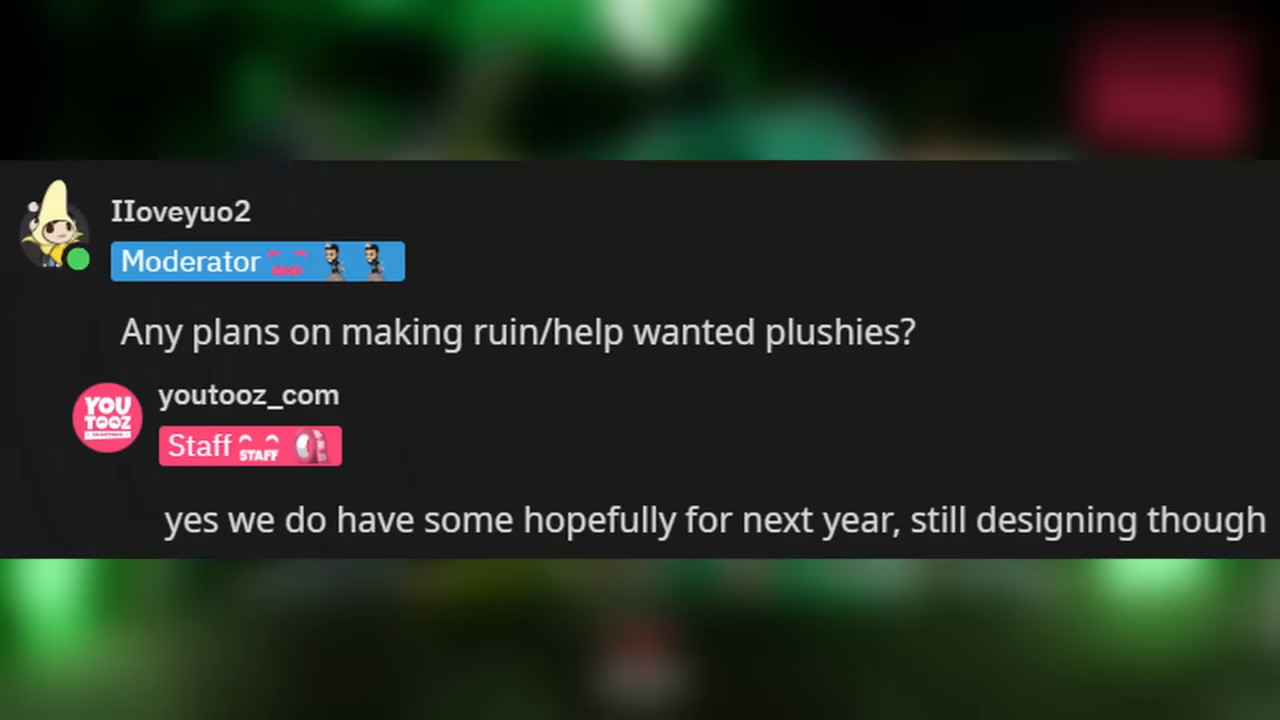 IIoveyuo2
Moderator MOD
Any plans on making ruin/help wanted plushies?
YOU
TOOZ
youtooz_com
Staff STAFF
yes we do have some hopefully for next year, still designing though